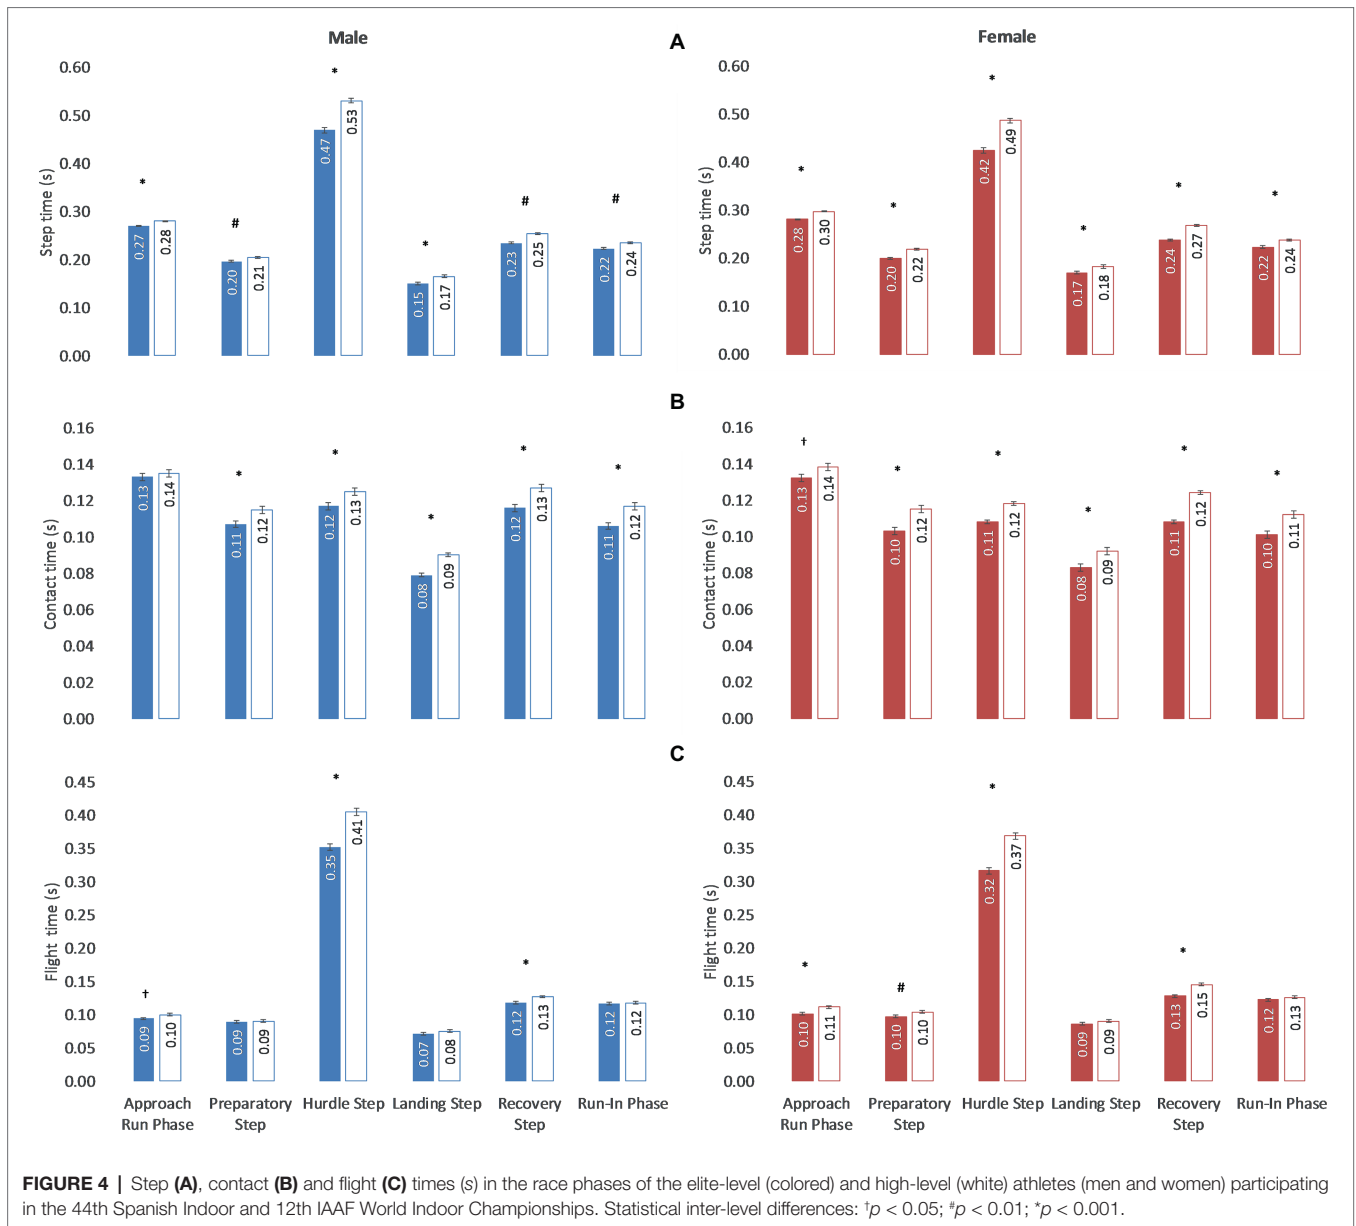 Male
A
Female
Step time (s)
0.60
0.50
0.40
0.30
0.20
0.10
0.00
* # * * # #
0.27 0.28 0.20 0.21 0.47 0.53 0.15 0.17 0.23 0.25 0.22 0.24
Step time (s)
0.60
0.50
0.40
0.30
0.20
0.10
0.00
* * * * * *
0.28 0.30 0.20 0.22 0.42 0.49 0.17 0.18 0.24 0.27 0.22 0.24
B
Contact time (s)
0.16
0.14
0.12
0.10
0.08
0.06
0.04
0.02
0.00
* * * * *
0.13 0.14 0.11 0.12 0.12 0.13 0.08 0.09 0.12 0.13 0.11 0.12
Contact time (s)
0.16
0.14
0.12
0.10
0.08
0.06
0.04
0.02
0.00
† * * * * *
0.13 0.14 0.10 0.12 0.11 0.12 0.08 0.09 0.11 0.12 0.10 0.11
C
Flight time (s)
0.45
0.40
0.35
0.30
0.25
0.20
0.15
0.10
0.05
0.00
† * *
0.09 0.10 0.09 0.09 0.35 0.41 0.07 0.08 0.12 0.13 0.12 0.12
Approach Preparatory Hurdle Step Landing Step Recovery Run-In Phase
Run Phase Step Step
Flight time (s)
0.45
0.40
0.35
0.30
0.25
0.20
0.15
0.10
0.05
0.00
* # * *
0.10 0.11 0.10 0.10 0.32 0.37 0.09 0.09 0.13 0.15 0.12 0.13
Approach Preparatory Hurdle Step Landing Step Recovery Run-In Phase
Run Phase Step Step
FIGURE 4 | Step (A), contact (B) and flight (C) times (s) in the race phases of the elite-level (colored) and high-level (white) athletes (men and women) participating
in the 44th Spanish Indoor and 12th IAAF World Indoor Championships. Statistical inter-level differences: †p < 0.05; #p < 0.01; *p < 0.001.